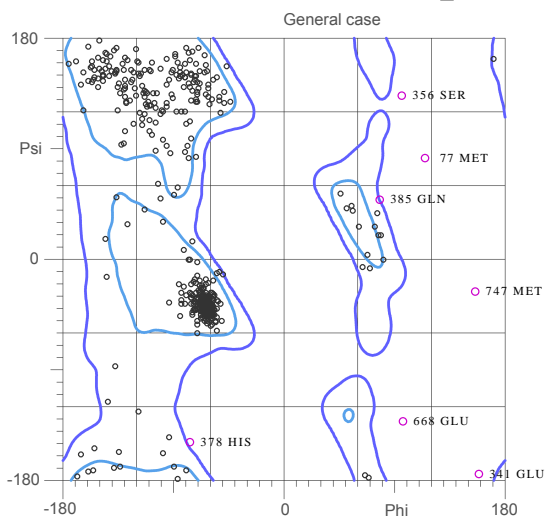 General case
180
356 SER
Psi
77 MET
385 GLN
0
747 MET
668 GLU
378 HIS
341 GLU
-180
-180
0
Phi
180